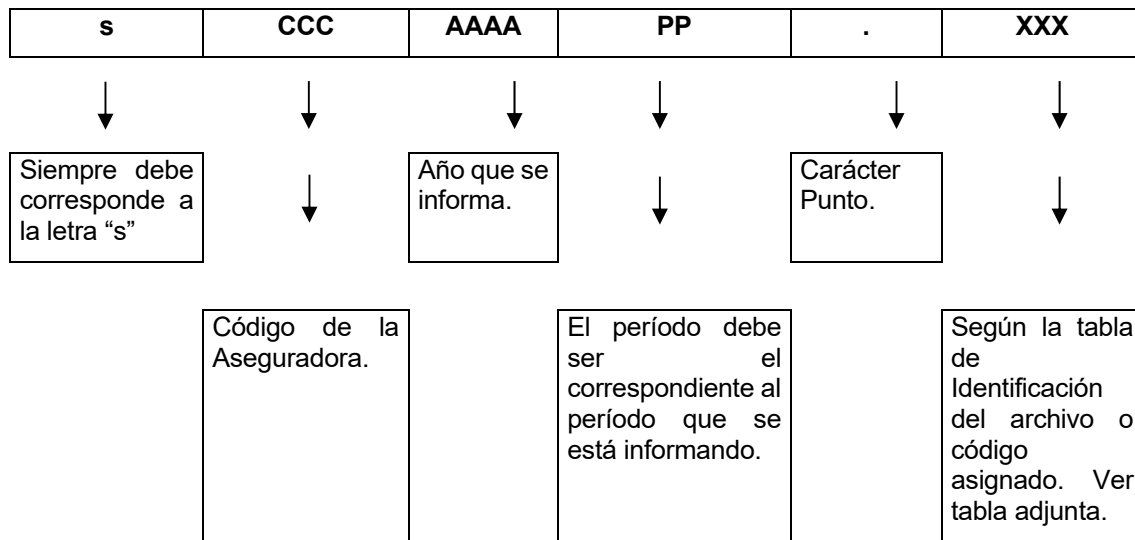 s CCC AAAA PP . XXX
Siempre debe
corresponde a
la letra “s”
Año que se
informa.
Carácter
Punto.
Código de la
Aseguradora.
El período debe
ser el
correspondiente al
período que se
está informando.
Según la tabla
de
Identificación
del archivo o
código
asignado. Ver
tabla adjunta.